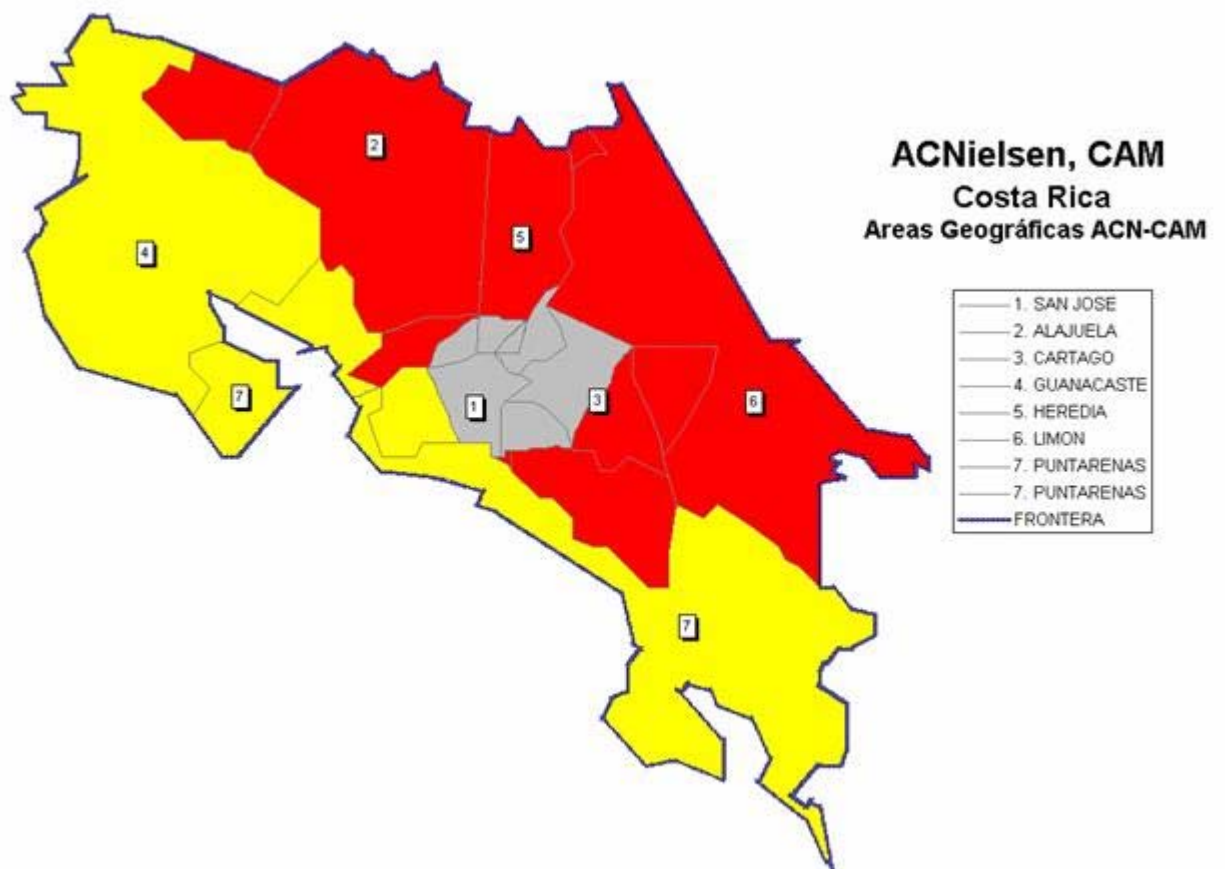 ACNielsen, CAM
Costa Rica
Areas Geográficas ACN-CAM
1. SAN JOSE
2. ALAJUELA
3. CARTAGO
4. GUANACASTE
5. HEREDIA
6. LIMON
7. PUNTARENAS
7. PUNTARENAS
FRONTERA
2
5
4
7
1
3
6
7